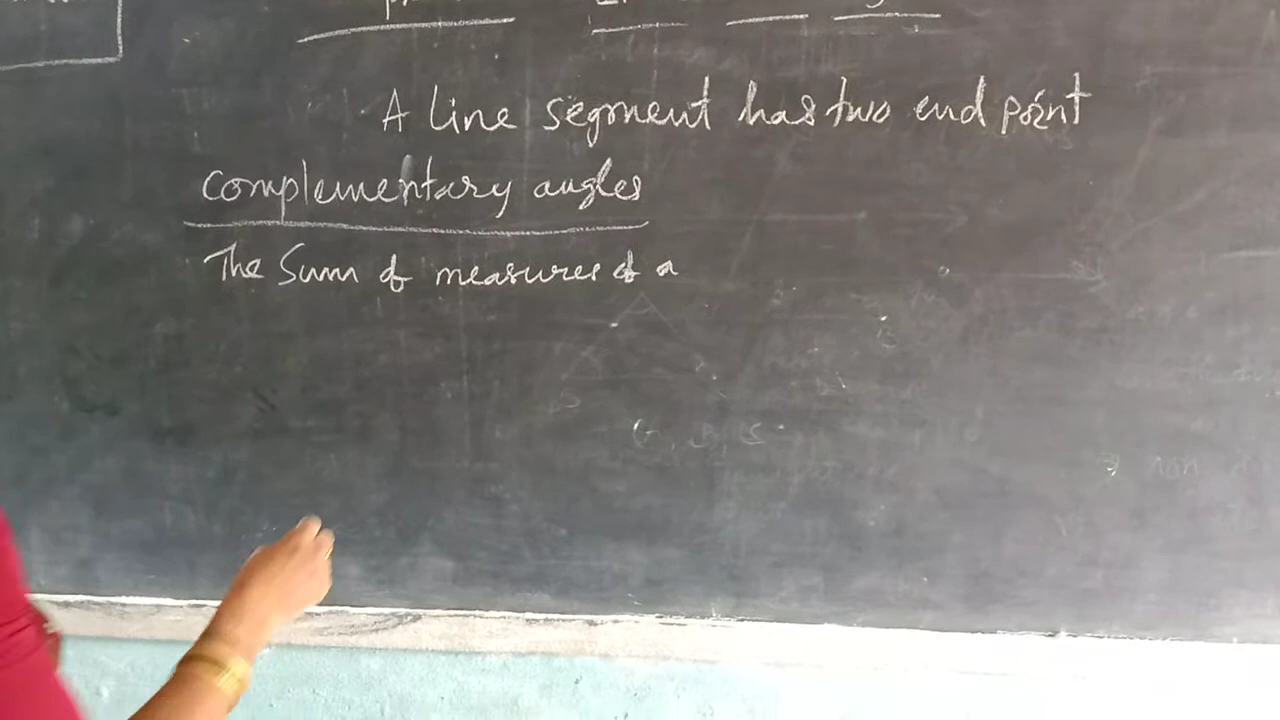 A line segment has two end point
complementary angles
The Sum of measures of a